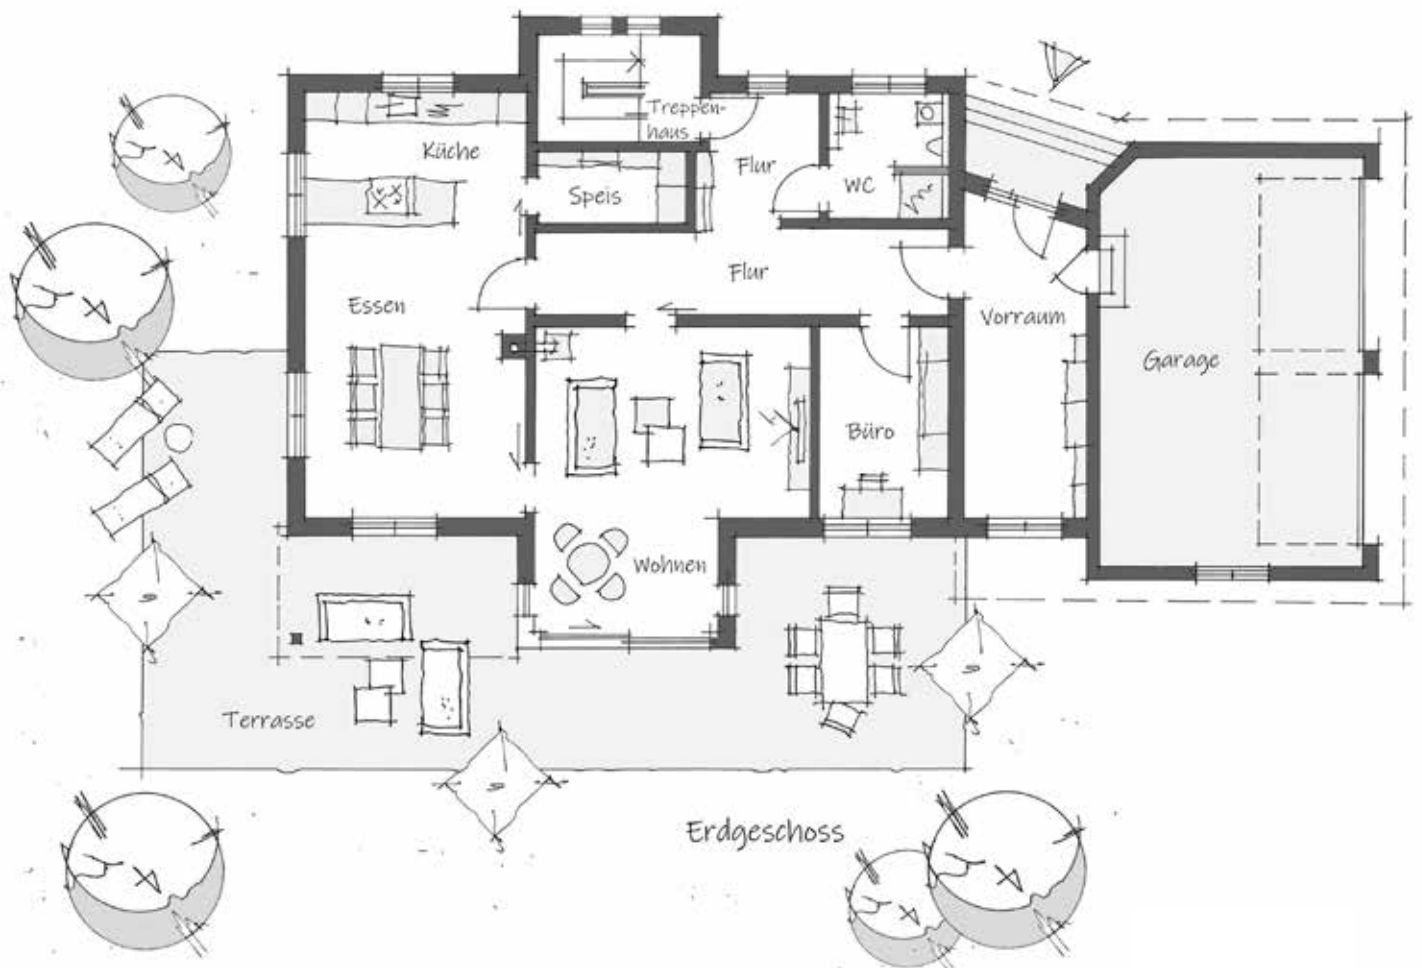 Treppen-
haus
Küche
Flur
Speis
WC
Flur
Essen
Vorraum
Garage
Büro
Wohnen
Terrasse
Erdgeschoss